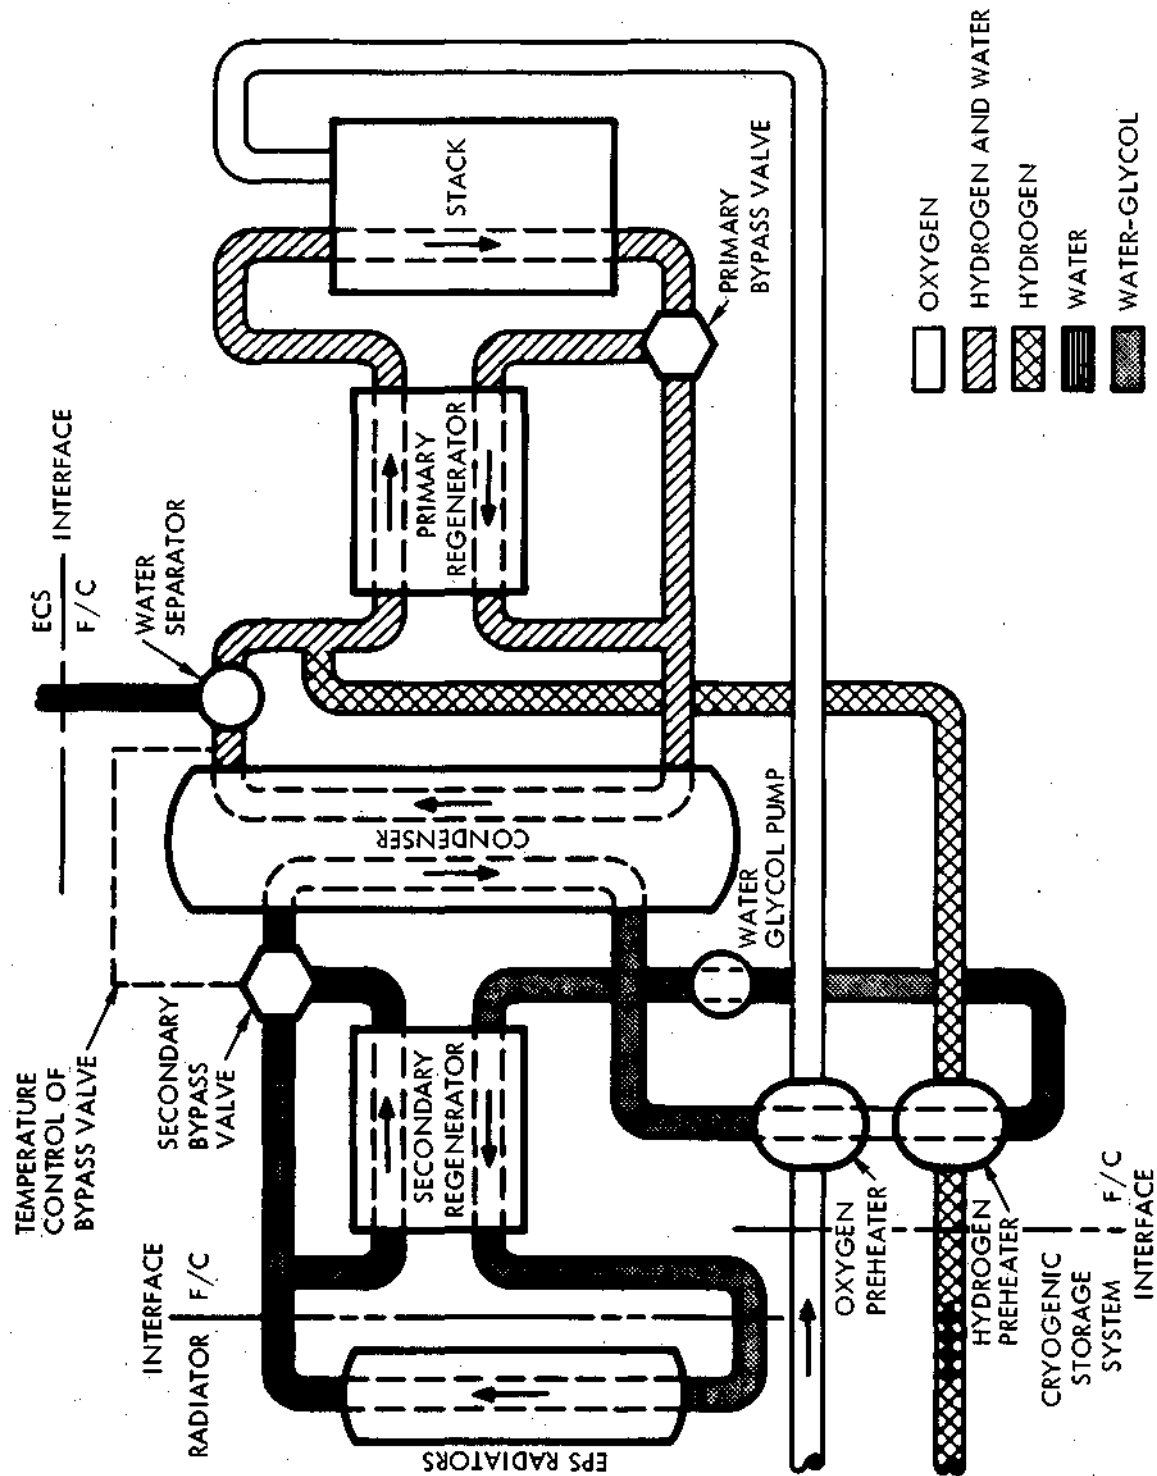 TEMPERATURE
CONTROL OF
BYPASS VALVE
SECONDARY
BYPASS
VALVE
ECS
F/C
INTERFACE
WATER
SEPARATOR
INTERFACE
RADIATOR
F/C
SECONDARY
REGENERATOR
EPS RADIATORS
CONDENSER
PRIMARY
REGENERATOR
STACK
PRIMARY
BYPASS VALVE
WATER
GLYCOL PUMP
OXYGEN
PREHEATER
HYDROGEN
PREHEATER
CRYOGENIC
STORAGE
SYSTEM
F/C
INTERFACE
OXYGEN
HYDROGEN AND WATER
HYDROGEN
WATER
WATER-GLYCOL